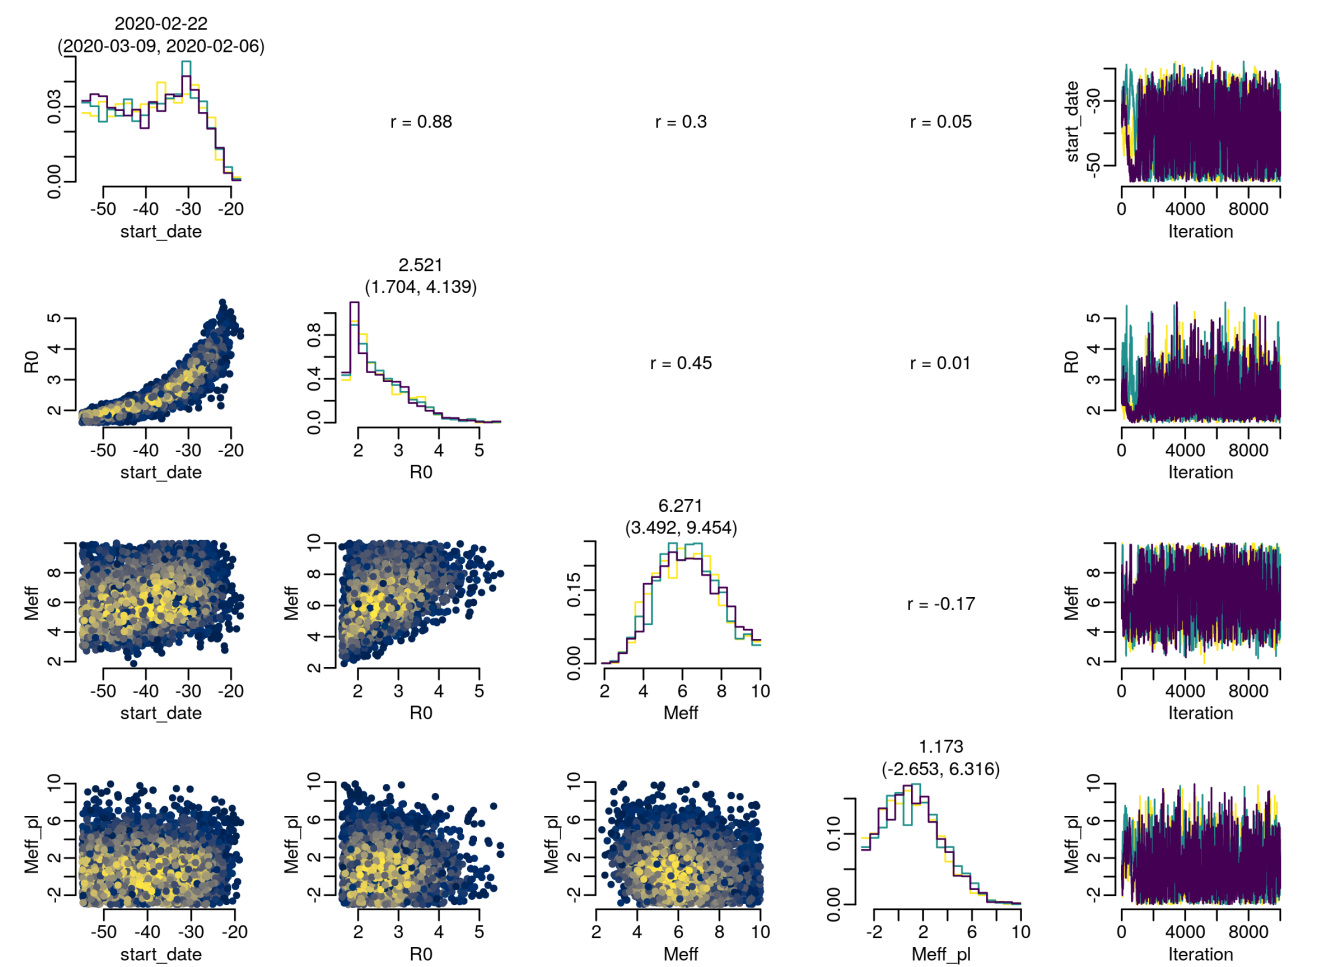 2020-02-22
(2020-03-09, 2020-02-06)
0.03
0.00
-50 -40 -30 -20
start_date
r = 0.88
r = 0.3
r = 0.05
start_date
-30
-50
0 4000 8000
Iteration
R0
5
4
3
2
-50 -40 -30 -20
start_date
2.521
(1.704, 4.139)
0.8
0.4
0.0
2 3 4 5
R0
r = 0.45
r = 0.01
R0
5
4
3
2
0 4000 8000
Iteration
Meff
8
6
4
2
-50 -40 -30 -20
start_date
Meff
10
8
6
4
2
2 3 4 5
R0
6.271
(3.492, 9.454)
0.15
0.00
2 4 6 8 10
Meff
r = -0.17
Meff
8
6
4
2
0 4000 8000
Iteration
Meff_pl
10
6
2
-2
-50 -40 -30 -20
start_date
Meff_pl
10
6
2
-2
2 3 4 5
R0
Meff_pl
10
6
2
-2
2 4 6 8 10
Meff
1.173
(-2.653, 6.316)
0.10
0.00
-2 2 6 10
Meff_pl
Meff_pl
10
6
2
-2
0 4000 8000
Iteration